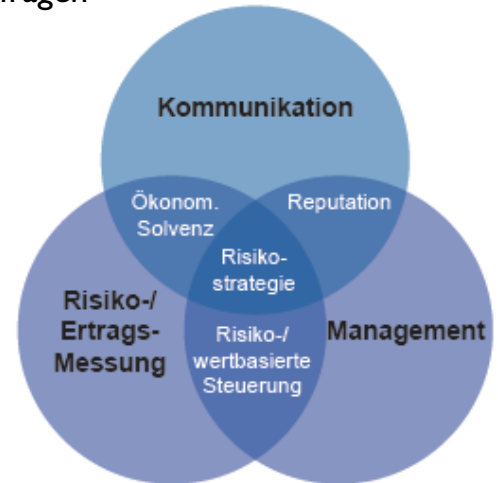 Kommunikation
Ökonom.
Solvenz
Reputation
Risiko-
strategie
Risiko-/
Ertrags-
Messung
Risiko-/
wertbasierte
Steuerung
Management